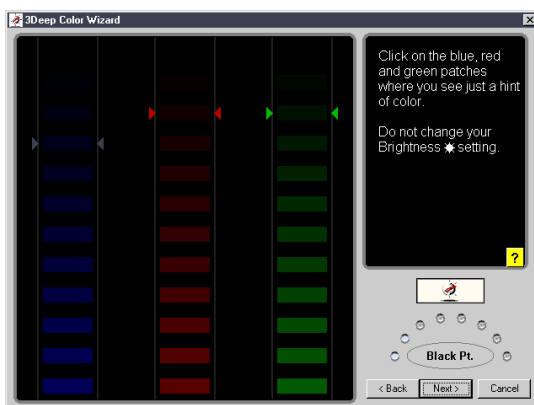 3Deep Color Wizard
Click on the blue, red
and green patches
where you see just a hint
of color.
Do not change your
Brightness setting.
?
Black Pt.
< Back
Next >
Cancel